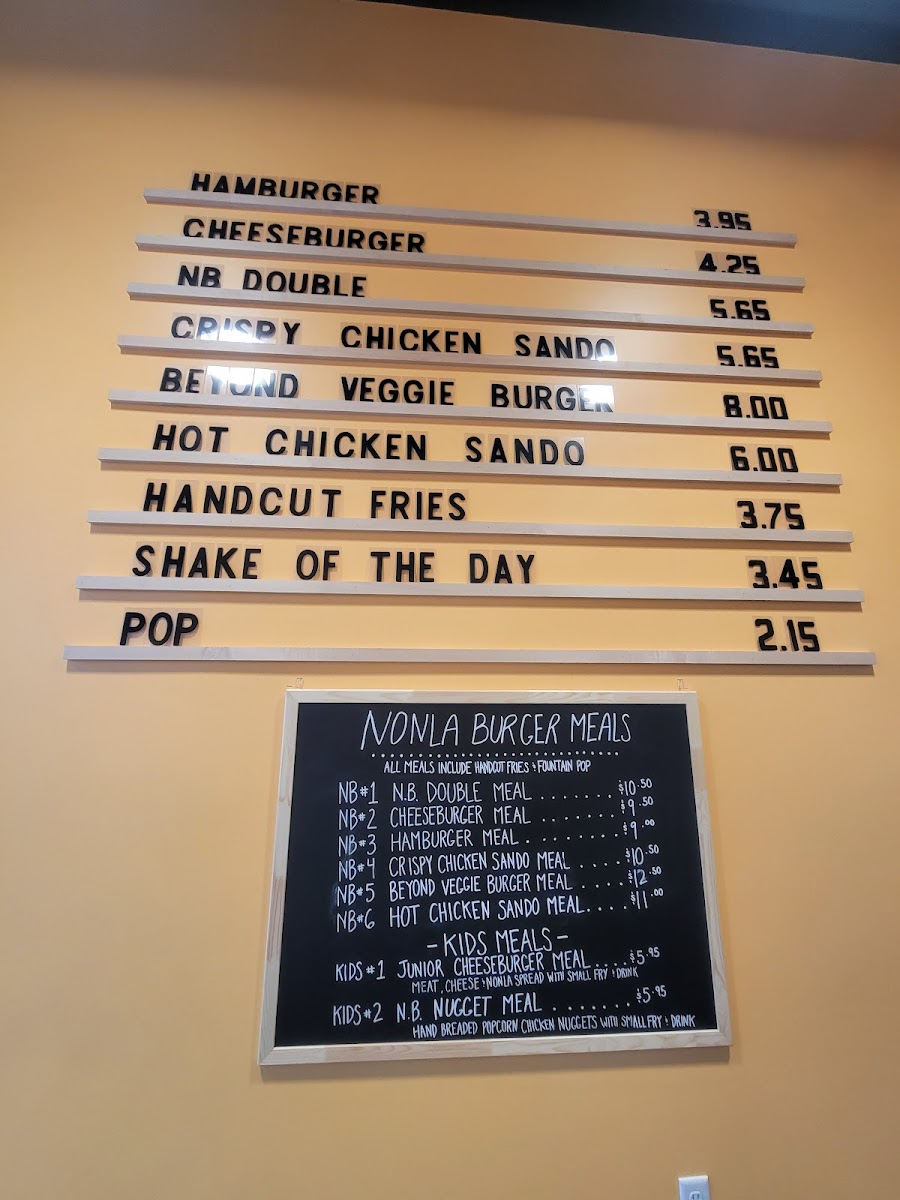 HAMBURGER 3.95
CHEESEBURGER 4.25
NB DOUBLE 5.65
CRISPY CHICKEN SANDO 5.65
BEYOND VEGGIE BURGER 8.00
HOT CHICKEN SANDO 6.00
HANDCUT FRIES 3.75
SHAKE OF THE DAY 3.45
POP 2.15
NONLA BURGER MEALS
ALL MEALS INCLUDE HANDCUT FRIES & FOUNTAIN POP
NB#1 N.B. DOUBLE MEAL ....... $10.50
NB#2 CHEESEBURGER MEAL ....... $9.50
NB#3 HAMBURGER MEAL ........ $9.00
NB#4 CRISPY CHICKEN SANDO MEAL .... $10.50
NB#5 BEYOND VEGGIE BURGER MEAL .... $12.50
NB#6 HOT CHICKEN SANDO MEAL.... $11.00
- KIDS MEALS -
KIDS #1 JUNIOR CHEESEBURGER MEAL .... $5.95
MEAT, CHEESE & NONLA SPREAD WITH SMALL FRY & DRINK
KIDS #2 N.B. NUGGET MEAL ........ $5.95
HAND BREADED POPCORN CHICKEN NUGGETS WITH SMALL FRY & DRINK